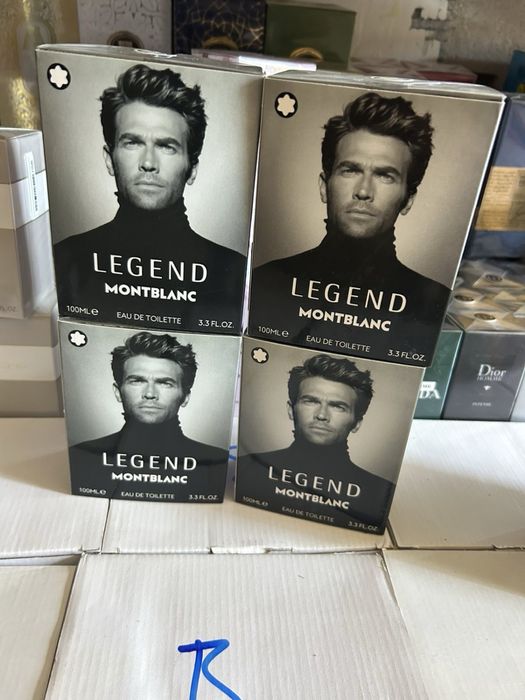 LEGEND
MONTBLANC
100ML e
EAU DE TOILETTE
3.3 FL.OZ.
LEGEND
MONTBLANC
100ML e
EAU DE TOILETTE
3.3 FL.OZ.
LEGEND
MONTBLANC
100ML e
EAU DE TOILETTE
3.3 FL.OZ.
LEGEND
MONTBLANC
100ML e
EAU DE TOILETTE
3.3 FL.OZ.
Dior
HOMME
INTENSE